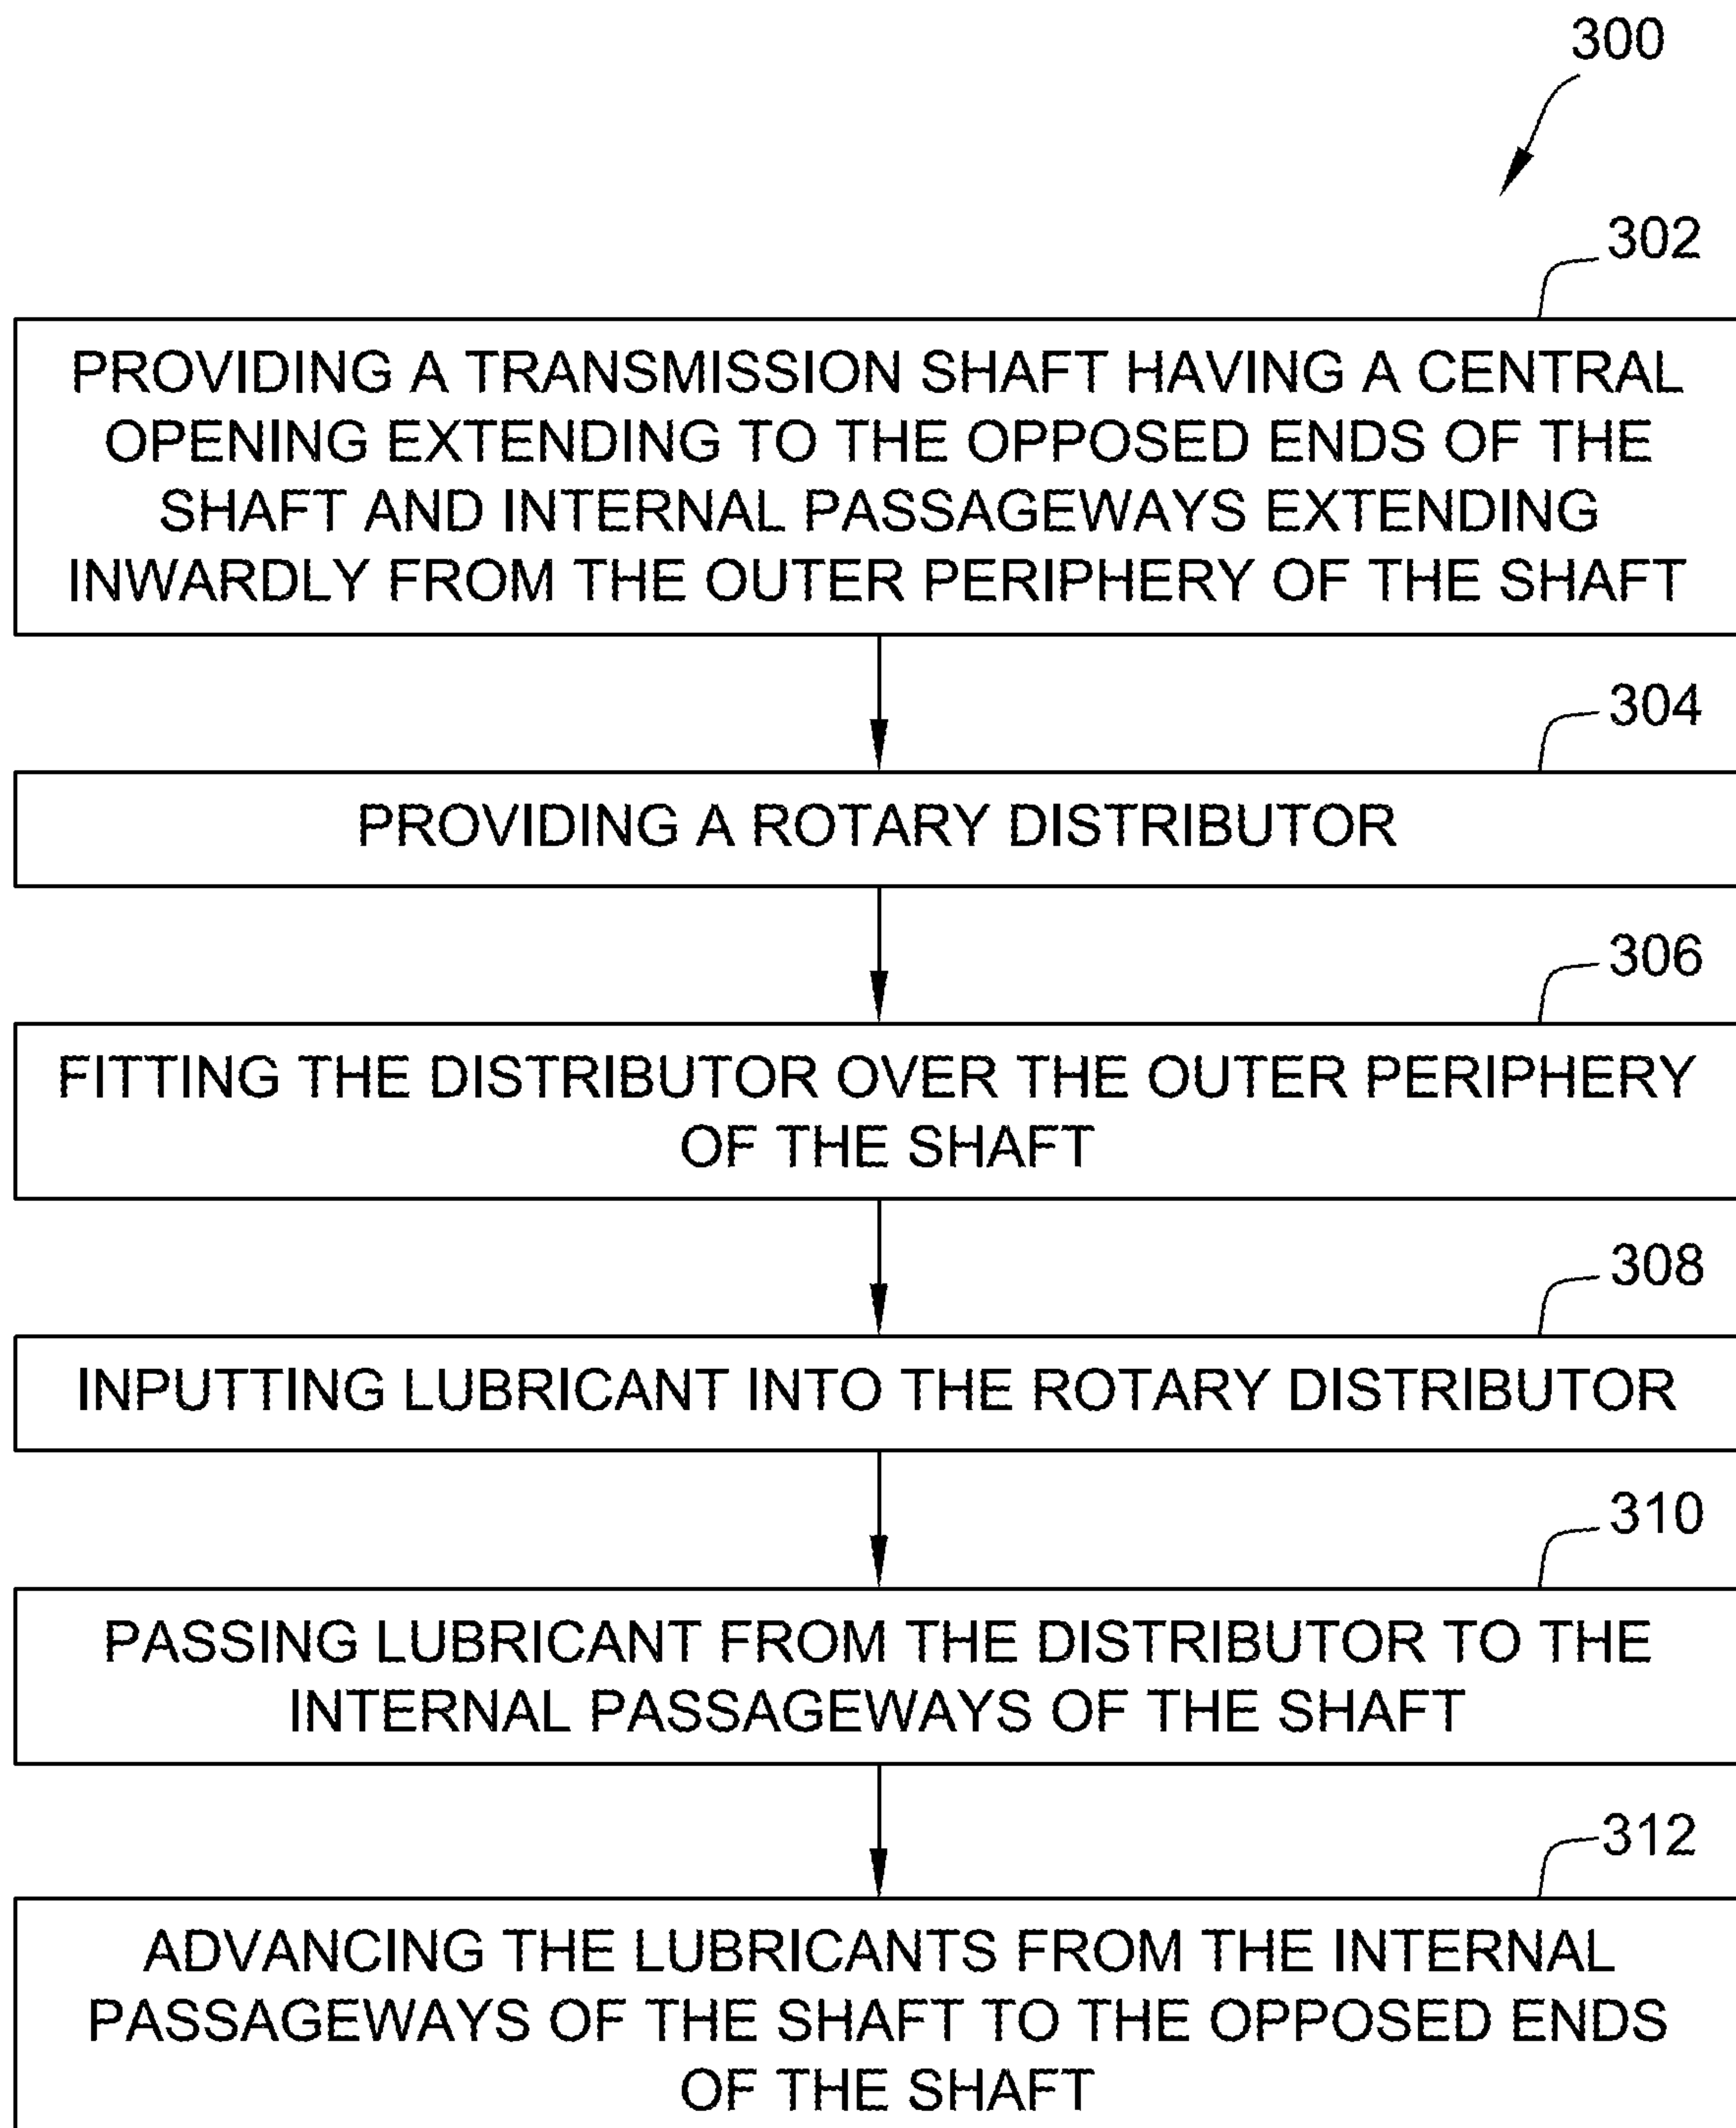 300
302
PROVIDING A TRANSMISSION SHAFT HAVING A CENTRAL
OPENING EXTENDING TO THE OPPOSED ENDS OF THE
SHAFT AND INTERNAL PASSAGEWAYS EXTENDING
INWARDLY FROM THE OUTER PERIPHERY OF THE SHAFT
304
PROVIDING A ROTARY DISTRIBUTOR
306
FITTING THE DISTRIBUTOR OVER THE OUTER PERIPHERY
OF THE SHAFT
308
INPUTTING LUBRICANT INTO THE ROTARY DISTRIBUTOR
310
PASSING LUBRICANT FROM THE DISTRIBUTOR TO THE
INTERNAL PASSAGEWAYS OF THE SHAFT
312
ADVANCING THE LUBRICANTS FROM THE INTERNAL
PASSAGEWAYS OF THE SHAFT TO THE OPPOSED ENDS
OF THE SHAFT